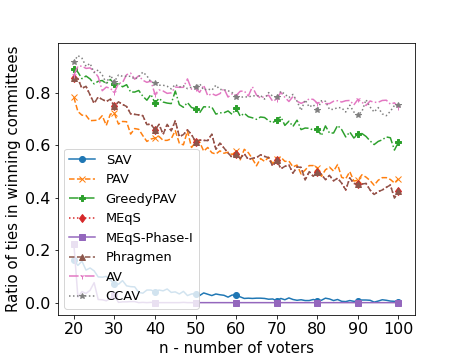 Ratio of ties in winning committees
0.8
0.6
0.4
0.2
0.0
SAV
PAV
GreedyPAV
MEqS
MEqS-Phase-I
Phragmen
AV
CCAV
20 30 40 50 60 70 80 90 100
n - number of voters